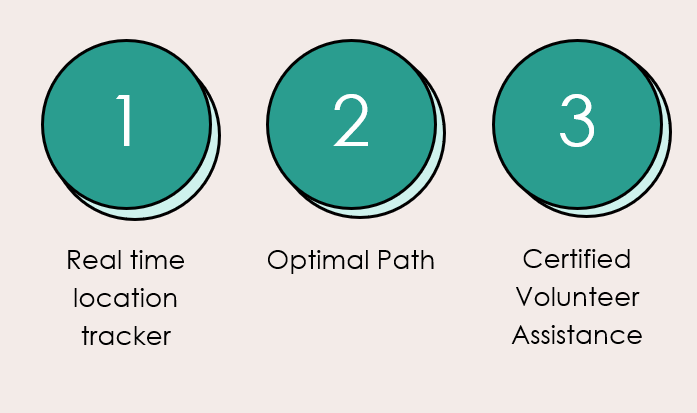 1
Real time
location
tracker
2
Optimal Path
3
Certified
Volunteer
Assistance